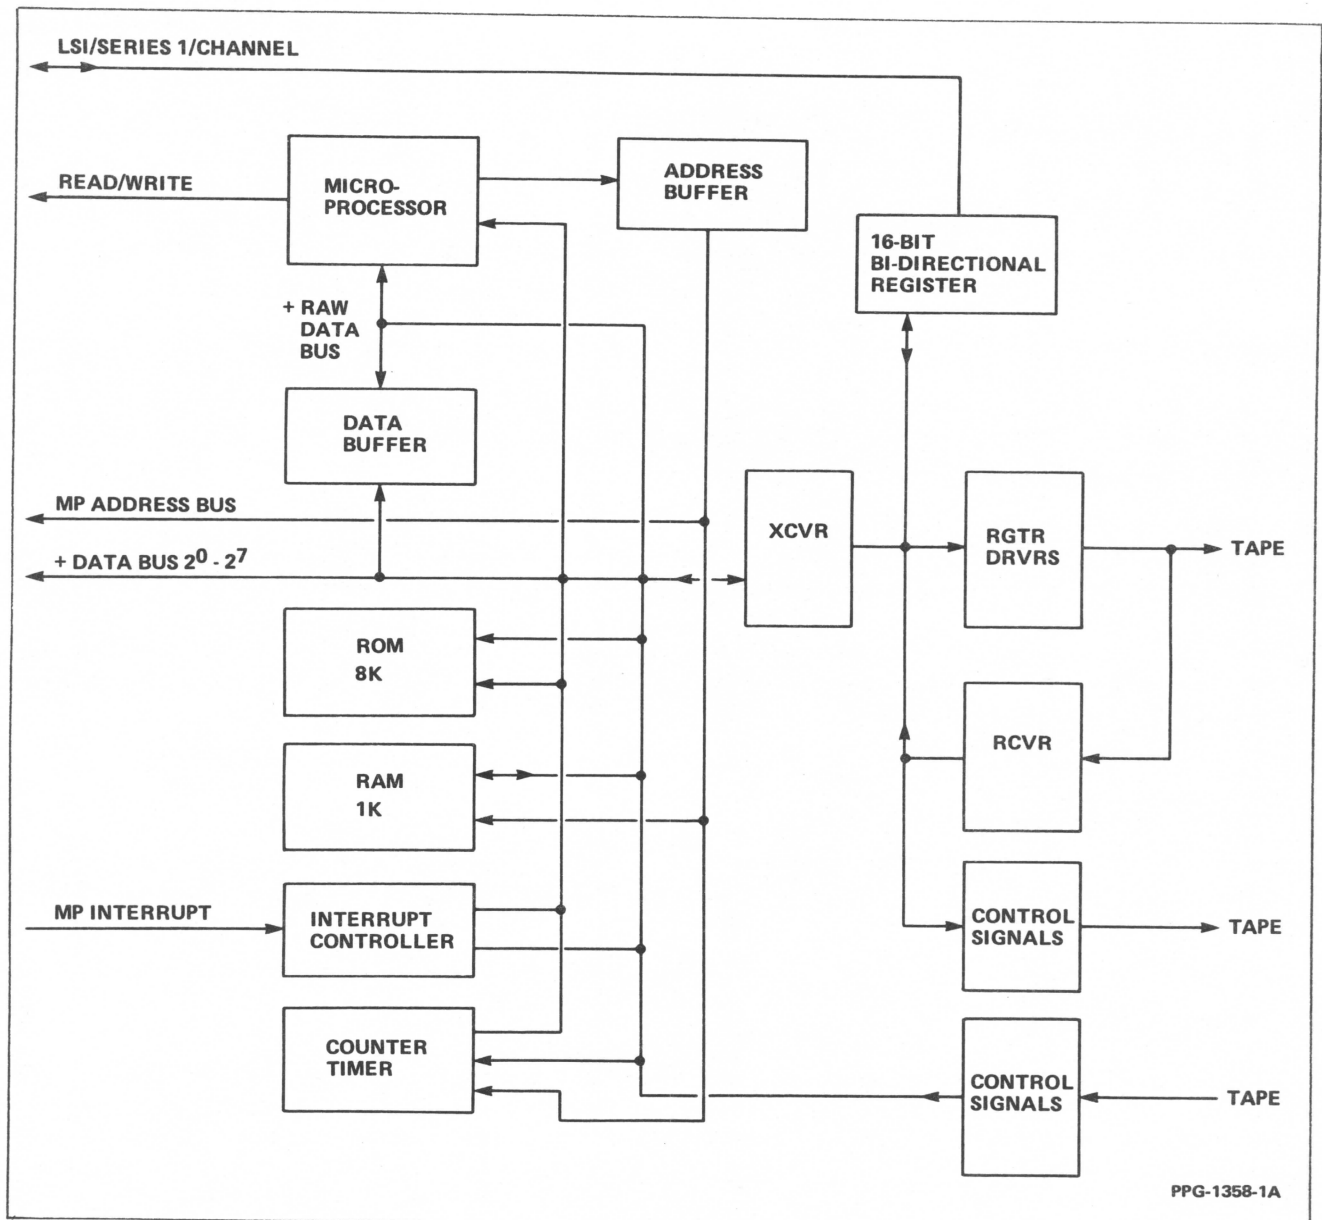 LSI/SERIES 1/CHANNEL
READ/WRITE
MICRO-
PROCESSOR
ADDRESS
BUFFER
16-BIT
BI-DIRECTIONAL
REGISTER
+ RAW
DATA
BUS
DATA
BUFFER
MP ADDRESS BUS
+ DATA BUS 2⁰ - 2⁷
XCVR
RGTR
DRVRS
TAPE
ROM
8K
RCVR
RAM
1K
MP INTERRUPT
INTERRUPT
CONTROLLER
CONTROL
SIGNALS
TAPE
COUNTER
TIMER
CONTROL
SIGNALS
TAPE
PPG-1358-1A